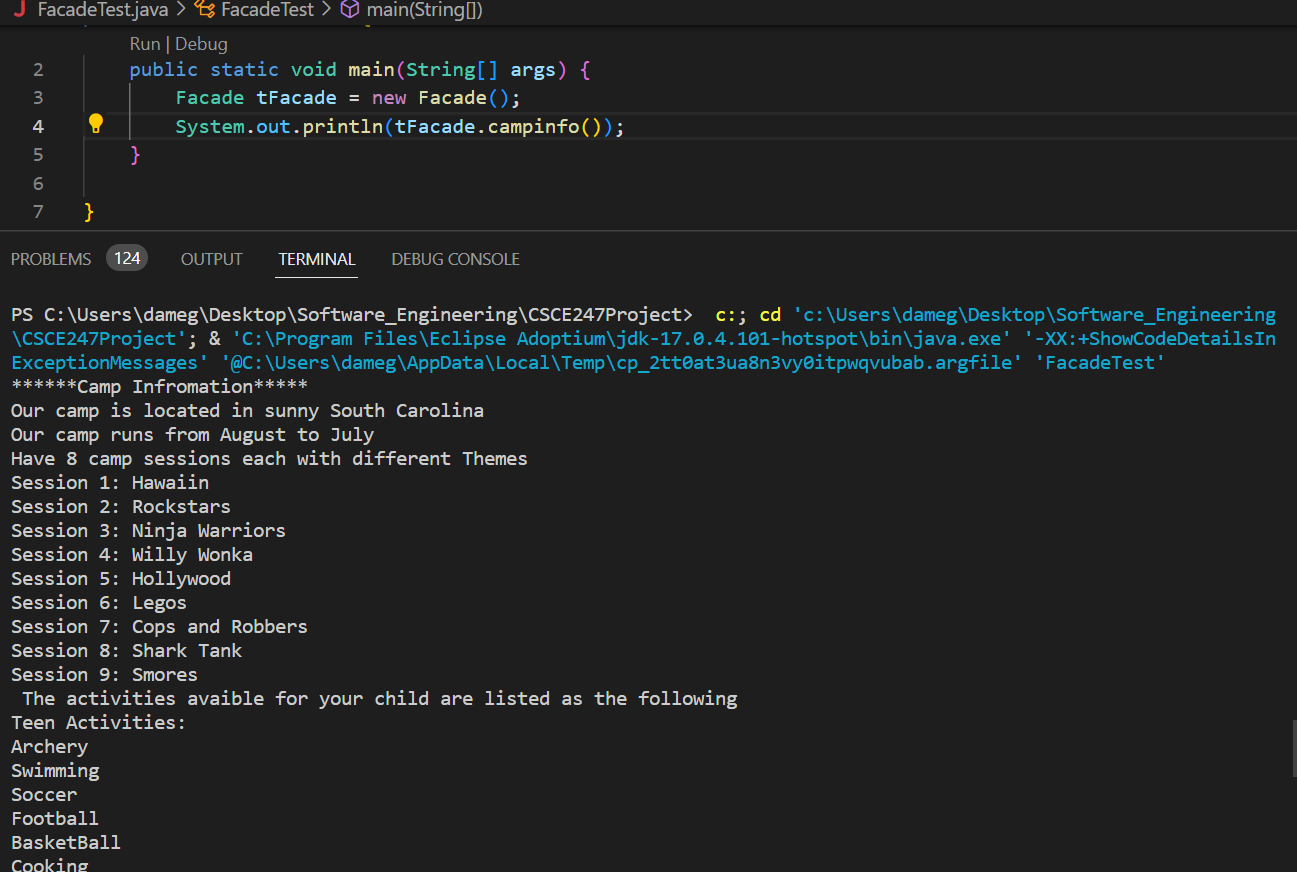 FacadeTest.java > FacadeTest > main(String[])
Run | Debug
2 public static void main(String[] args) {
3 Facade tFacade = new Facade();
4 System.out.println(tFacade.campinfo());
5 }
6
7 }
PROBLEMS 124 OUTPUT TERMINAL DEBUG CONSOLE
PS C:\Users\dameg\Desktop\Software_Engineering\CSCE247Project> c:; cd 'c:\Users\dameg\Desktop\Software_Engineering
\CSCE247Project'; & 'C:\Program Files\Eclipse Adoptium\jdk-17.0.4.101-hotspot\bin\java.exe' '-XX:+ShowCodeDetailsIn
ExceptionMessages' '@C:\Users\dameg\AppData\Local\Temp\cp_2tt0at3ua8n3vy0itpwqvubab.argfile' 'FacadeTest'
******Camp Infromation*****
Our camp is located in sunny South Carolina
Our camp runs from August to July
Have 8 camp sessions each with different Themes
Session 1: Hawaiin
Session 2: Rockstars
Session 3: Ninja Warriors
Session 4: Willy Wonka
Session 5: Hollywood
Session 6: Legos
Session 7: Cops and Robbers
Session 8: Shark Tank
Session 9: Smores
The activities avaible for your child are listed as the following
Teen Activities:
Archery
Swimming
Soccer
Football
BasketBall
Cooking